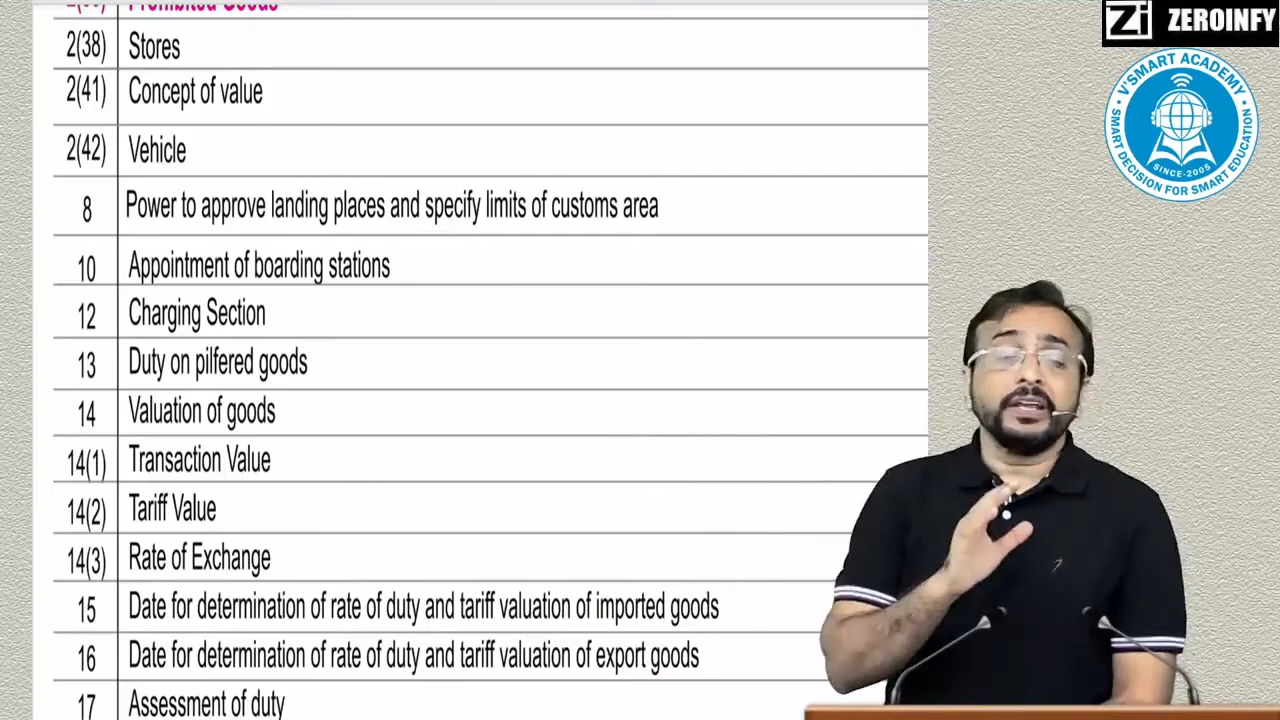 Prohibited Goods
2(38) Stores
2(41) Concept of value
2(42) Vehicle
8 Power to approve landing places and specify limits of customs area
10 Appointment of boarding stations
12 Charging Section
13 Duty on pilfered goods
14 Valuation of goods
14(1) Transaction Value
14(2) Tariff Value
14(3) Rate of Exchange
15 Date for determination of rate of duty and tariff valuation of imported goods
16 Date for determination of rate of duty and tariff valuation of export goods
17 Assessment of duty
Zi ZEROINFY
V'SMART ACADEMY
SINCE-2005
SMART DECISION FOR SMART EDUCATION